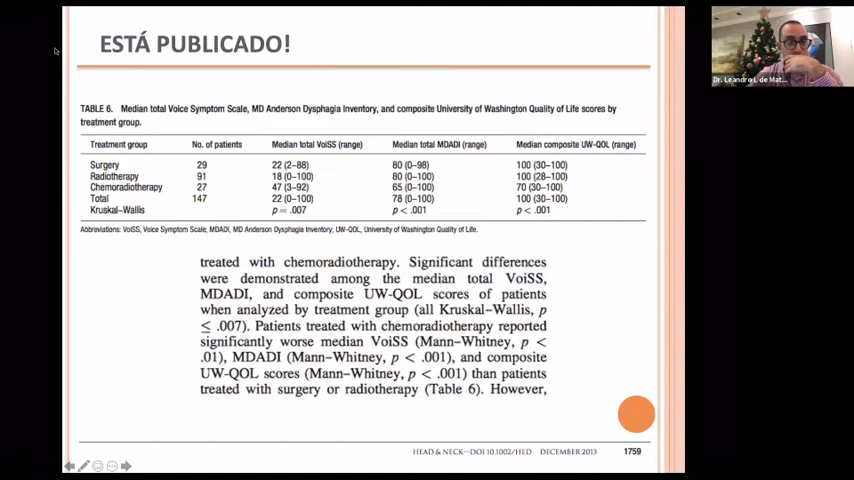 ESTÁ PUBLICADO!
Dr. Leandro L de Mat...
TABLE 6. Median total Voice Symptom Scale, MD Anderson Dysphagia Inventory, and composite University of Washington Quality of Life scores by
treatment group.
Treatment group No. of patients Median total VoiSS (range) Median total MDADI (range) Median composite UW-QOL (range)
Surgery 29 22 (2–88) 80 (0–98) 100 (30–100)
Radiotherapy 91 18 (0–100) 80 (0–100) 100 (28–100)
Chemoradiotherapy 27 47 (3–92) 65 (0–100) 70 (30–100)
Total 147 22 (0–100) 78 (0–100) 100 (30–100)
Kruskal–Wallis p = .007 p < .001 p < .001
Abbreviations: VoiSS, Voice Symptom Scale; MDADI, MD Anderson Dysphagia Inventory; UW-QOL, University of Washington Quality of Life.
treated with chemoradiotherapy. Significant differences
were demonstrated among the median total VoiSS,
MDADI, and composite UW-QOL scores of patients
when analyzed by treatment group (all Kruskal–Wallis, p
≤ .007). Patients treated with chemoradiotherapy reported
significantly worse median VoiSS (Mann–Whitney, p <
.01), MDADI (Mann–Whitney, p < .001), and composite
UW-QOL scores (Mann–Whitney, p < .001) than patients
treated with surgery or radiotherapy (Table 6). However,
HEAD & NECK—DOI 10.1002/HED DECEMBER 2013 1759